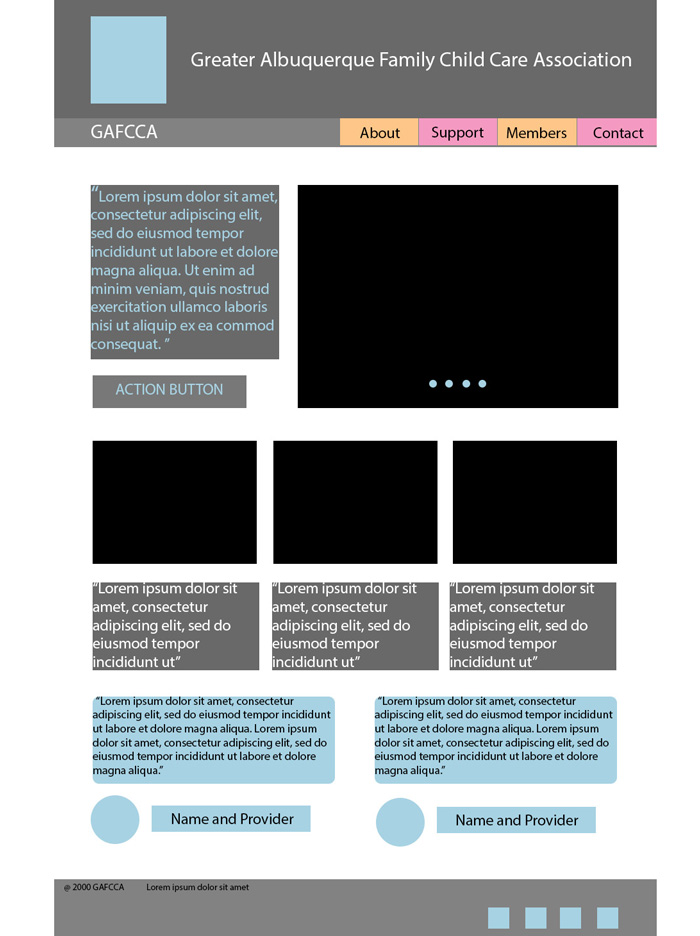 Greater Albuquerque Family Child Care Association
GAFCCA
About
Support
Members
Contact
“Lorem ipsum dolor sit amet,
consectetur adipiscing elit,
sed do eiusmod tempor
incididunt ut labore et dolore
magna aliqua. Ut enim ad
minim veniam, quis nostrud
exercitation ullamco laboris
nisi ut aliquip ex ea commod
consequat. ”
ACTION BUTTON
“Lorem ipsum dolor sit
amet, consectetur
adipiscing elit, sed do
eiusmod tempor
incididunt ut”
“Lorem ipsum dolor sit
amet, consectetur
adipiscing elit, sed do
eiusmod tempor
incididunt ut”
“Lorem ipsum dolor sit
amet, consectetur
adipiscing elit, sed do
eiusmod tempor
incididunt ut”
“Lorem ipsum dolor sit amet, consectetur
adipiscing elit, sed do eiusmod tempor incididunt
ut labore et dolore magna aliqua. Lorem ipsum
dolor sit amet, consectetur adipiscing elit, sed do
eiusmod tempor incididunt ut labore et dolore
magna aliqua.”
“Lorem ipsum dolor sit amet, consectetur
adipiscing elit, sed do eiusmod tempor incididunt
ut labore et dolore magna aliqua. Lorem ipsum
dolor sit amet, consectetur adipiscing elit, sed do
eiusmod tempor incididunt ut labore et dolore
magna aliqua.”
Name and Provider
Name and Provider
@ 2000 GAFCCA
Lorem ipsum dolor sit amet